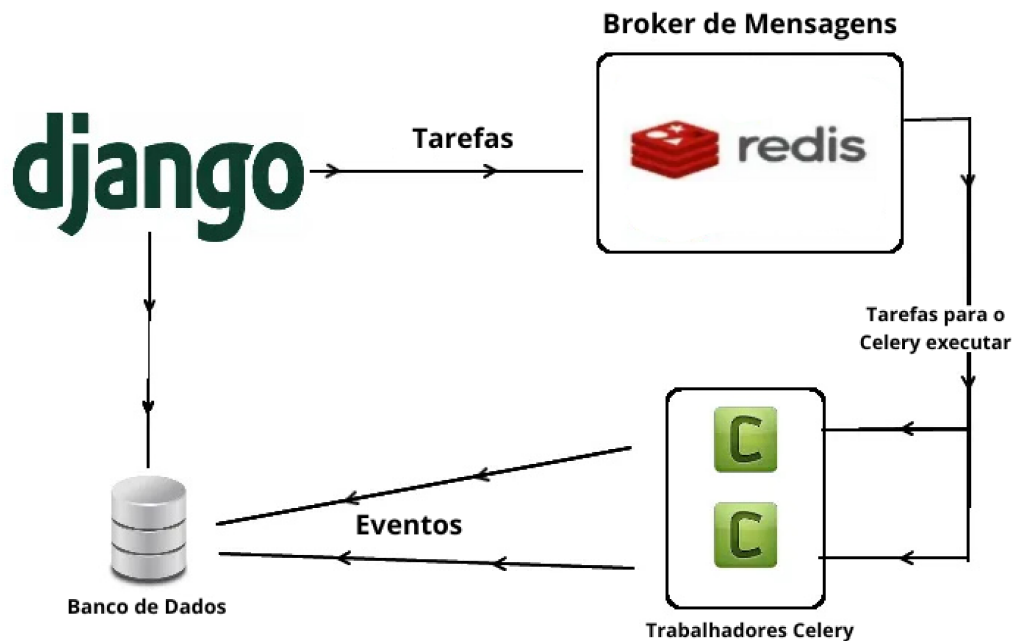 Broker de Mensagens
django
Tarefas
redis
Tarefas para o
Celery executar
C
C
Eventos
Banco de Dados
Trabalhadores Celery